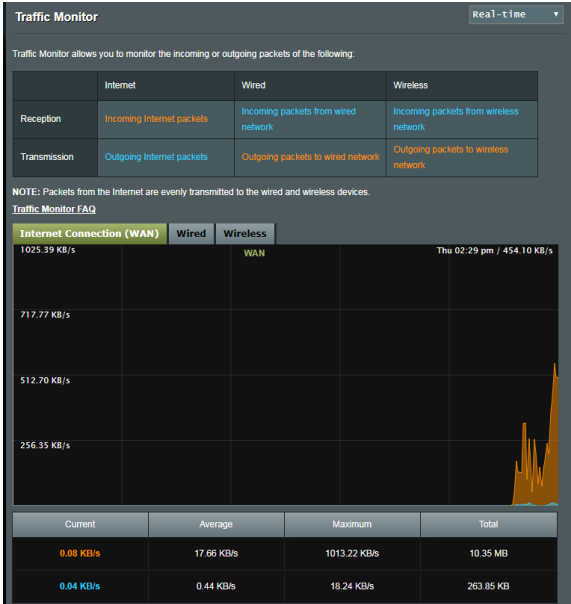 Traffic Monitor
Real-time
Traffic Monitor allows you to monitor the incoming or outgoing packets of the following:
Internet Wired Wireless
Reception Incoming Internet packets Incoming packets from wired network Incoming packets from wireless network
Transmission Outgoing Internet packets Outgoing packets to wired network Outgoing packets to wireless network
NOTE: Packets from the Internet are evenly transmitted to the wired and wireless devices.
Traffic Monitor FAQ
Internet Connection (WAN) Wired Wireless
1025.39 KB/s WAN Thu 02:29 pm / 454.10 KB/s
717.77 KB/s
512.70 KB/s
256.35 KB/s
Current Average Maximum Total
0.08 KB/s 17.66 KB/s 1013.22 KB/s 10.35 MB
0.04 KB/s 0.44 KB/s 18.24 KB/s 263.85 KB